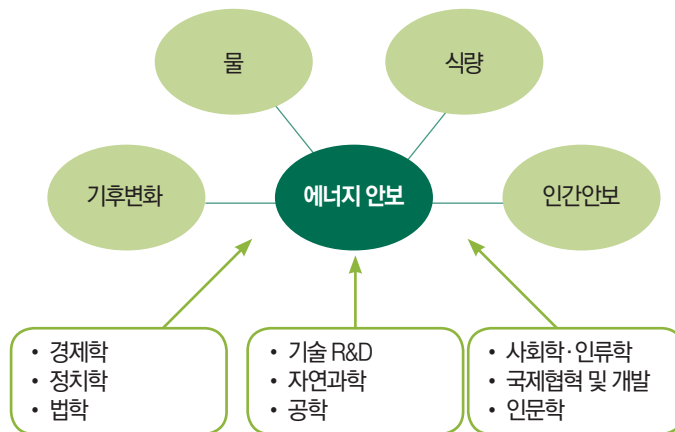 물
식량
기후변화
에너지 안보
인간안보
• 경제학
• 정치학
• 법학
• 기술 R&D
• 자연과학
• 공학
• 사회학·인류학
• 국제협혁 및 개발
• 인문학